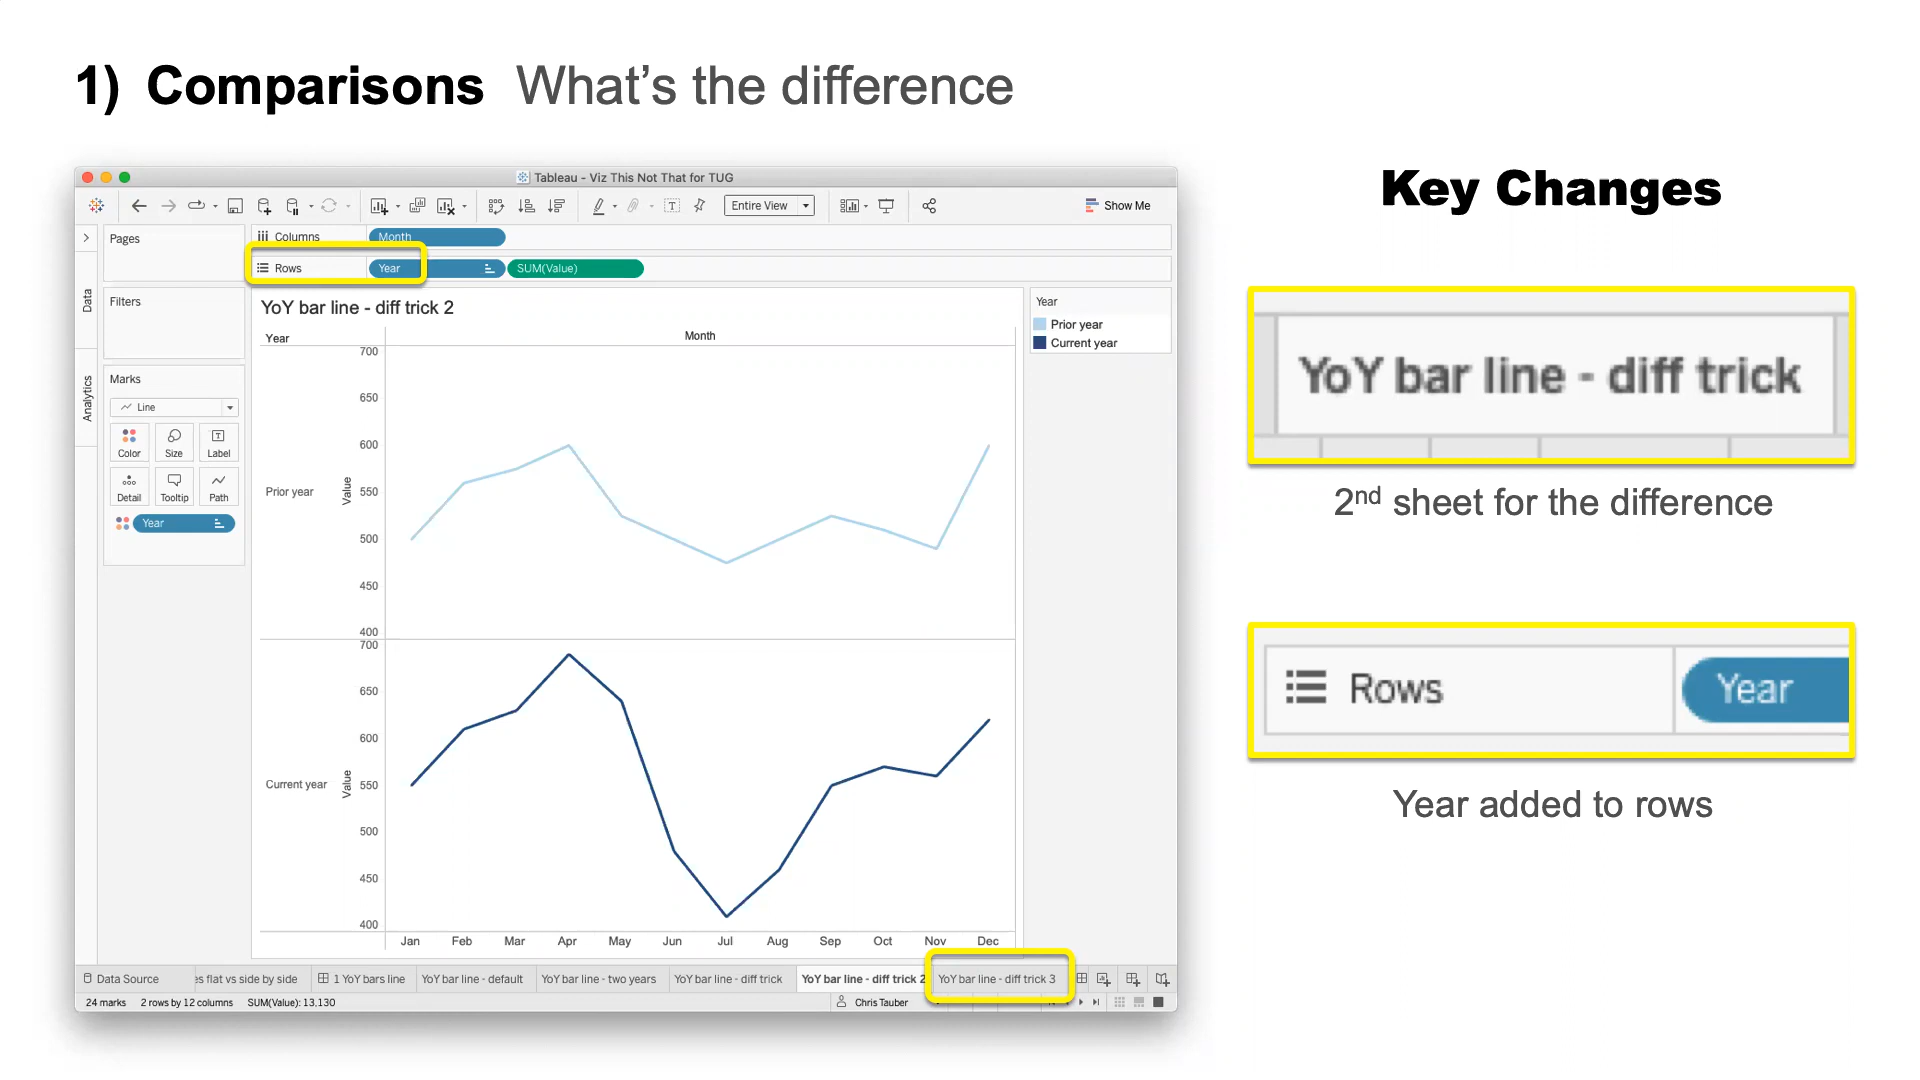 1) Comparisons What's the difference
Tableau - Viz This Not That for TUG
Entire View
Show Me
Pages
Columns
Month
Rows
Year
SUM(Value)
Data
Analytics
Filters
Marks
Line
Color
Size
Label
Detail
Tooltip
Path
Year
YoY bar line - diff trick 2
Year
Month
Prior year
Value
700
650
600
550
500
450
400
Current year
Value
700
650
600
550
500
450
400
Jan Feb Mar Apr May Jun Jul Aug Sep Oct Nov Dec
Year
Prior year
Current year
Data Source
es flat vs side by side
1 YoY bars line
YoY bar line - default
YoY bar line - two years
YoY bar line - diff trick
YoY bar line - diff trick 2
YoY bar line - diff trick 3
24 marks 2 rows by 12 columns SUM(Value): 13,130
Chris Tauber
Key Changes
YoY bar line - diff trick
2nd sheet for the difference
Rows Year
Year added to rows